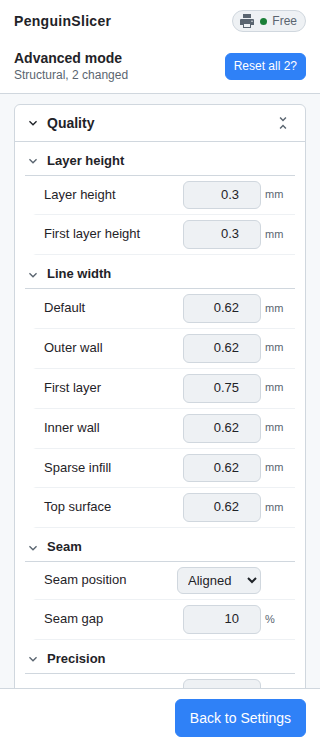 PenguinSlicer
Free
Advanced mode
Structural, 2 changed
Reset all 2?
Quality
Layer height
Layer height 0.3 mm
First layer height 0.3 mm
Line width
Default 0.62 mm
Outer wall 0.62 mm
First layer 0.75 mm
Inner wall 0.62 mm
Sparse infill 0.62 mm
Top surface 0.62 mm
Seam
Seam position Aligned
Seam gap 10 %
Precision
Back to Settings